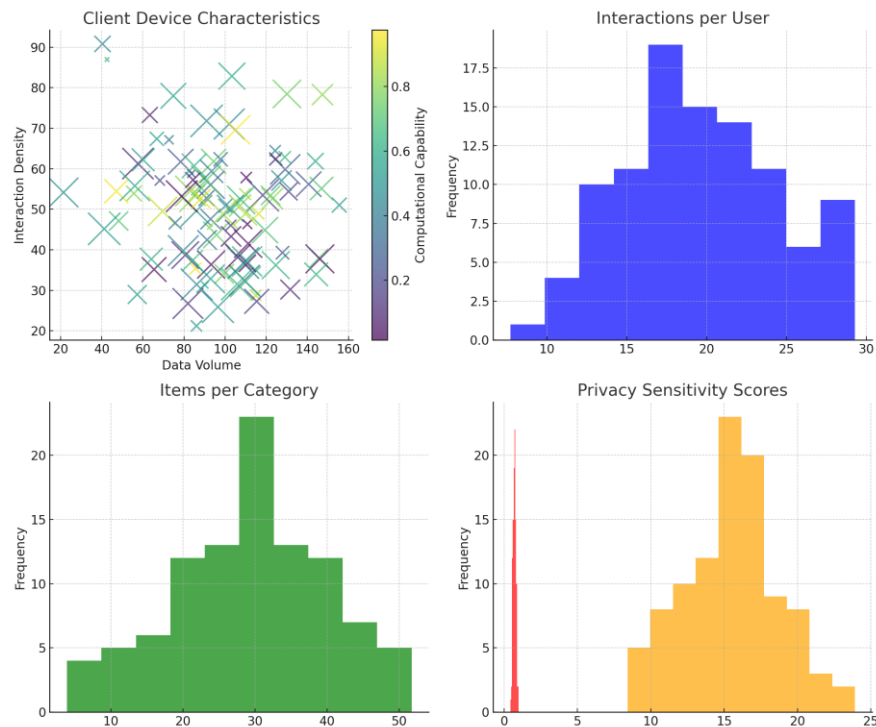 Client Device Characteristics
Interaction Density
90
80
70
60
50
40
30
20
20 40 60 80 100 120 140 160
Data Volume
0.8
0.6
0.4
0.2
Computational Capability
Interactions per User
Frequency
17.5
15.0
12.5
10.0
7.5
5.0
2.5
0.0
10 15 20 25 30
Items per Category
Frequency
20
15
10
5
0
10 20 30 40 50
Privacy Sensitivity Scores
Frequency
20
15
10
5
0
0 5 10 15 20